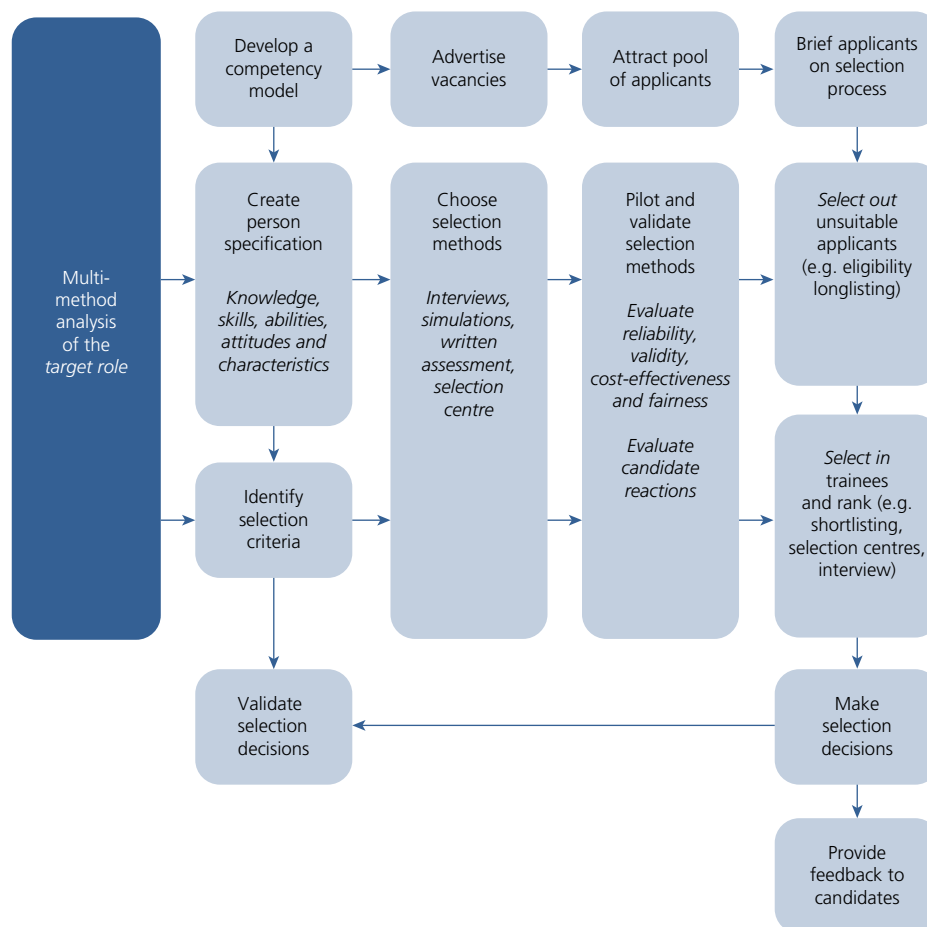 Develop a
competency
model
Advertise
vacancies
Attract pool
of applicants
Brief applicants
on selection
process
Multi-
method
analysis
of the
target role
Create
person
specification
Knowledge,
skills, abilities,
attitudes and
characteristics
Choose
selection
methods
Interviews,
simulations,
written
assessment,
selection
centre
Pilot and
validate
selection
methods
Evaluate
reliability,
validity,
cost-effectiveness
and fairness
Evaluate
candidate
reactions
Select out
unsuitable
applicants
(e.g. eligibility
longlisting)
Identify
selection
criteria
Select in
trainees
and rank (e.g.
shortlisting,
selection centres,
interview)
Validate
selection
decisions
Make
selection
decisions
Provide
feedback to
candidates